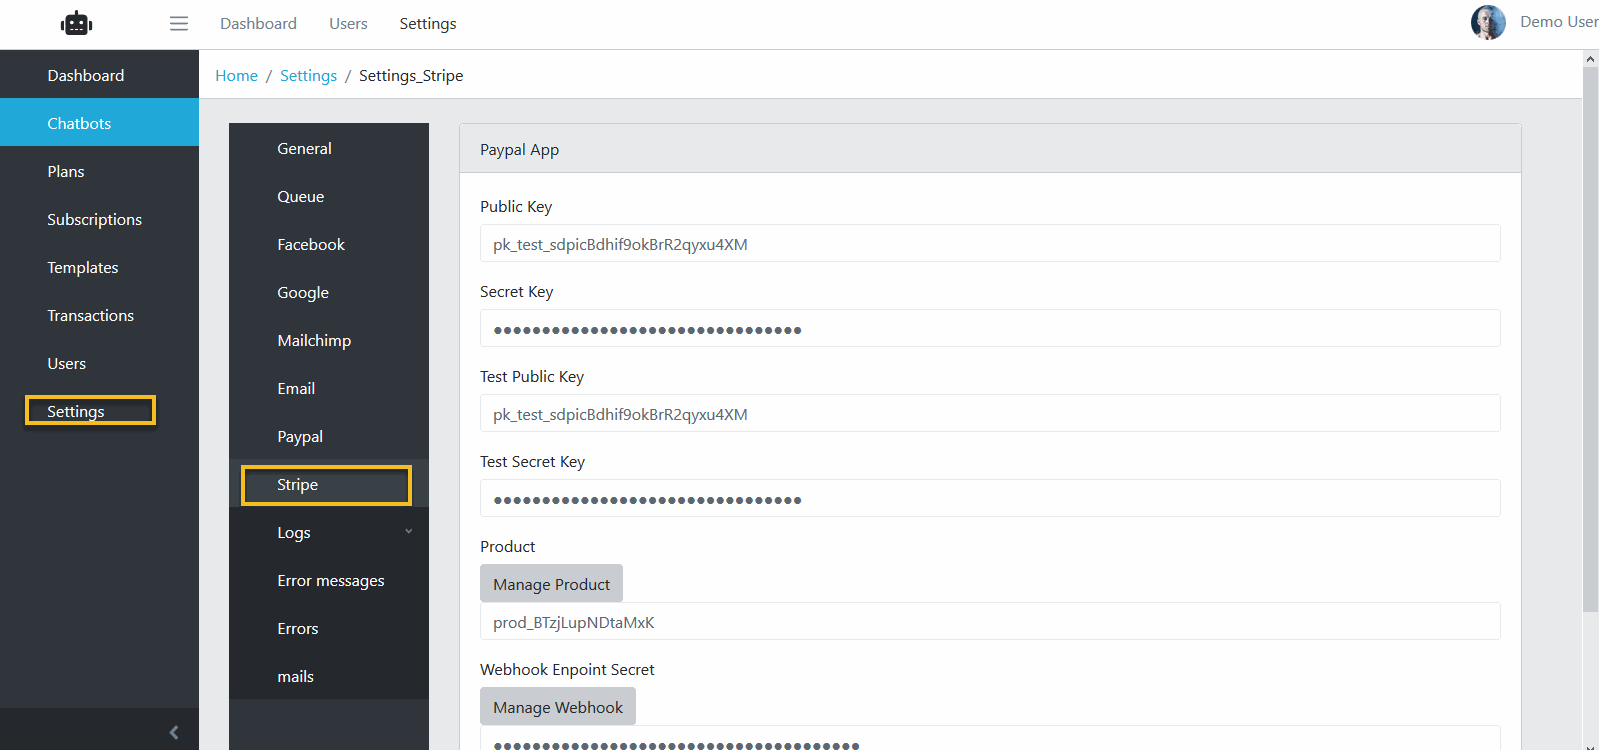 Dashboard
Users
Settings
Demo User
Home / Settings / Settings_Stripe
Dashboard
Chatbots
Plans
Subscriptions
Templates
Transactions
Users
Settings
General
Queue
Facebook
Google
Mailchimp
Email
Paypal
Stripe
Logs
Error messages
Errors
mails
Paypal App
Public Key
pk_test_sdpicBdhif9okBrR2qyxu4XM
Secret Key
●●●●●●●●●●●●●●●●●●●●●●●●●●●●●●●●
Test Public Key
pk_test_sdpicBdhif9okBrR2qyxu4XM
Test Secret Key
●●●●●●●●●●●●●●●●●●●●●●●●●●●●●●●●
Product
Manage Product
prod_BTzjLupNDtaMxK
Webhook Enpoint Secret
Manage Webhook
●●●●●●●●●●●●●●●●●●●●●●●●●●●●●●●●●●●●●●